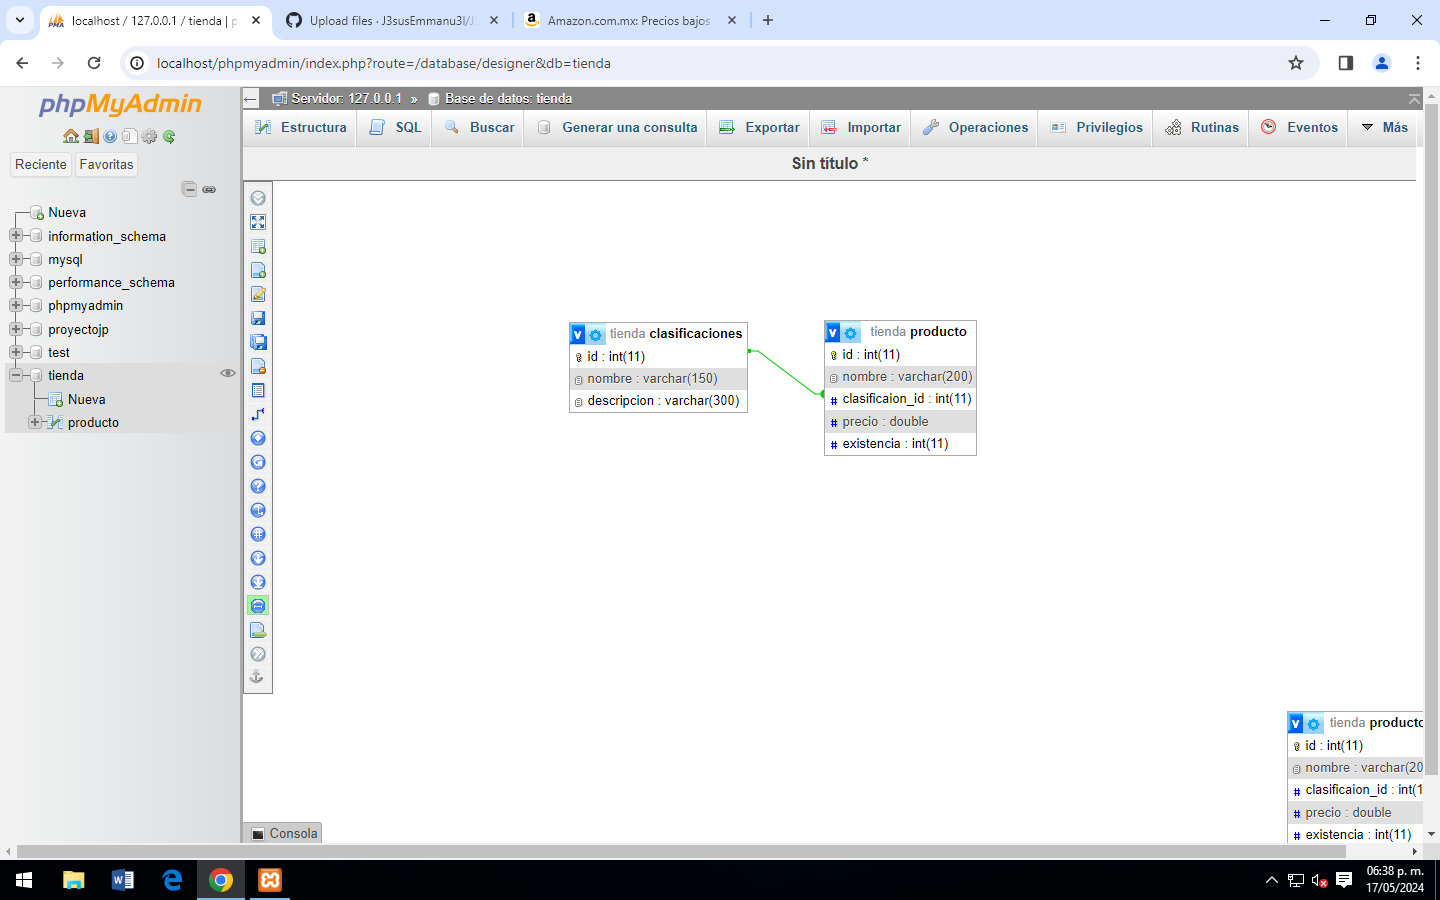 localhost / 127.0.0.1 / tienda | p
Upload files · J3susEmmanu3l/J
Amazon.com.mx: Precios bajos
localhost/phpmyadmin/index.php?route=/database/designer&db=tienda
phpMyAdmin
Reciente
Favoritas
Nueva
information_schema
mysql
performance_schema
phpmyadmin
proyectojp
test
tienda
Nueva
producto
Servidor: 127.0.0.1 » Base de datos: tienda
Estructura
SQL
Buscar
Generar una consulta
Exportar
Importar
Operaciones
Privilegios
Rutinas
Eventos
Más
Sin título *
v tienda clasificaciones
id : int(11)
nombre : varchar(150)
descripcion : varchar(300)
v tienda producto
id : int(11)
nombre : varchar(200)
# clasificaion_id : int(11)
# precio : double
# existencia : int(11)
v tienda producto
id : int(11)
nombre : varchar(20
# clasificaion_id : int(1
# precio : double
# existencia : int(11)
Consola
06:38 p. m.
17/05/2024